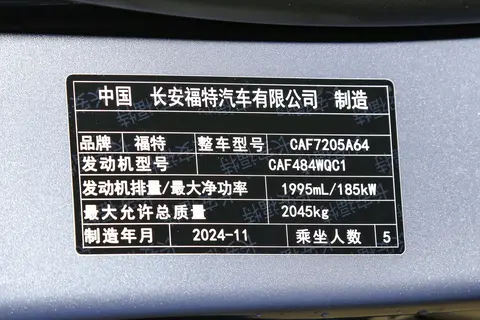 中国 长安福特汽车有限公司 制造
品牌 福特 整车型号 CAF7205A64
发动机型号 CAF484WQC1
发动机排量/最大净功率 1995mL/185kW
最大允许总质量 2045kg
制造年月 2024-11 乘坐人数 5